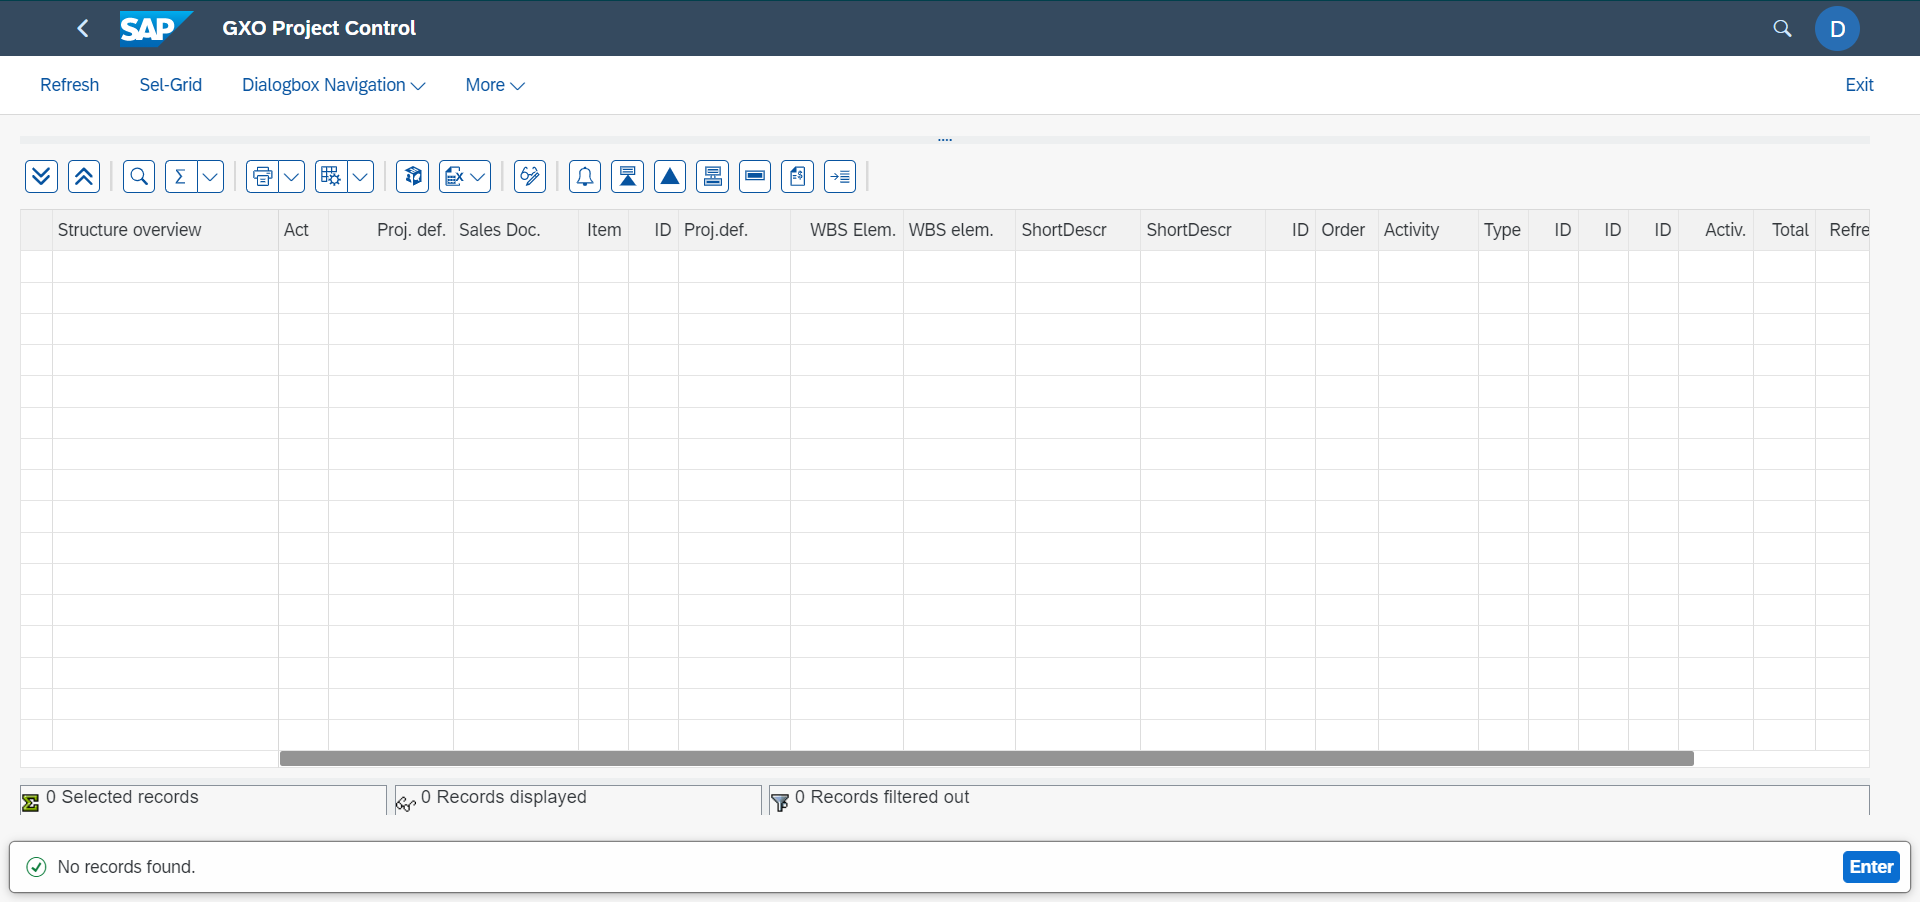 SAP GXO Project Control D
Refresh Sel-Grid Dialogbox Navigation More Exit
Structure overview Act Proj. def. Sales Doc. Item ID Proj.def. WBS Elem. WBS elem. ShortDescr ShortDescr ID Order Activity Type ID ID ID Activ. Total Refre
0 Selected records 0 Records displayed 0 Records filtered out
No records found. Enter